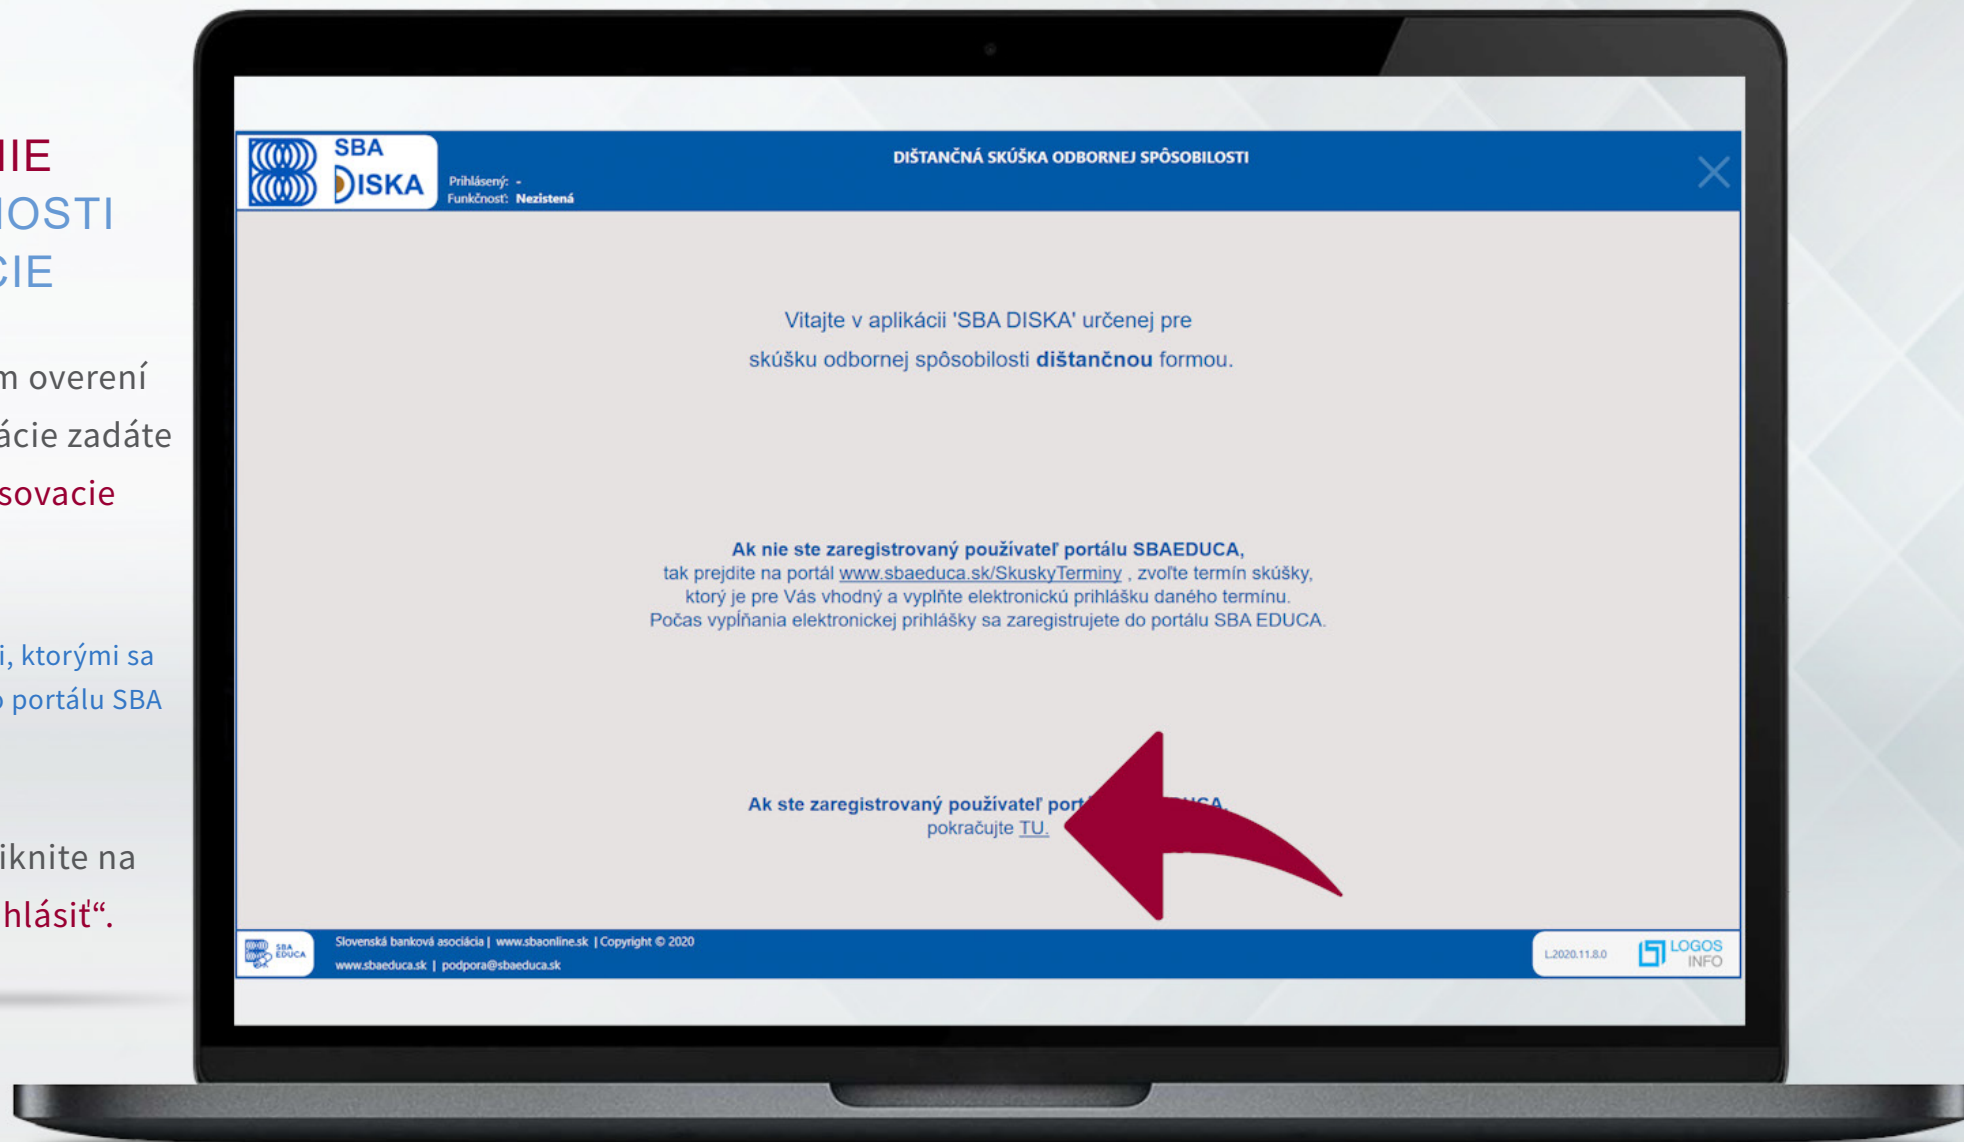 NIE
NOSTI
CIE
m overení
ácie zadáte
sovacie
i, ktorými sa
o portálu SBA
iknite na
hlásiť“.
SBA
DISKA
Prihlásený: -
Funkčnosť: Nezistená
DIŠTANČNÁ SKÚŠKA ODBORNEJ SPÔSOBILOSTI
Vitajte v aplikácii 'SBA DISKA' určenej pre
skúšku odbornej spôsobilosti dištančnou formou.
Ak nie ste zaregistrovaný používateľ portálu SBAEDUCA,
tak prejdite na portál www.sbaeduca.sk/SkuskyTerminy , zvoľte termín skúšky,
ktorý je pre Vás vhodný a vyplňte elektronickú prihlášku daného termínu.
Počas vypĺňania elektronickej prihlášky sa zaregistrujete do portálu SBA EDUCA.
Ak ste zaregistrovaný používateľ
pokračujte TU.
SBA
EDUCA
Slovenská banková asociácia | www.sbaonline.sk | Copyright © 2020
www.sbaeduca.sk | podpora@sbaeduca.sk
L.2020.11.8.0
LOGOS
INFO